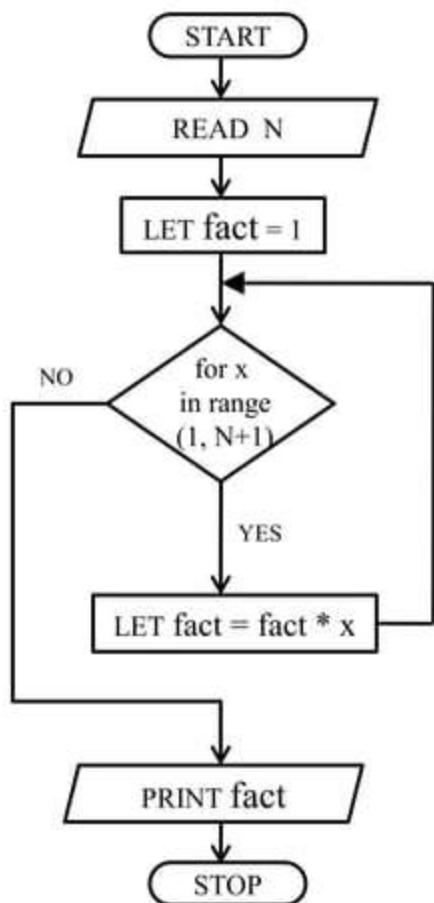 START
READ N
LET fact = 1
for x
in range
(1, N+1)
NO
YES
LET fact = fact * x
PRINT fact
STOP